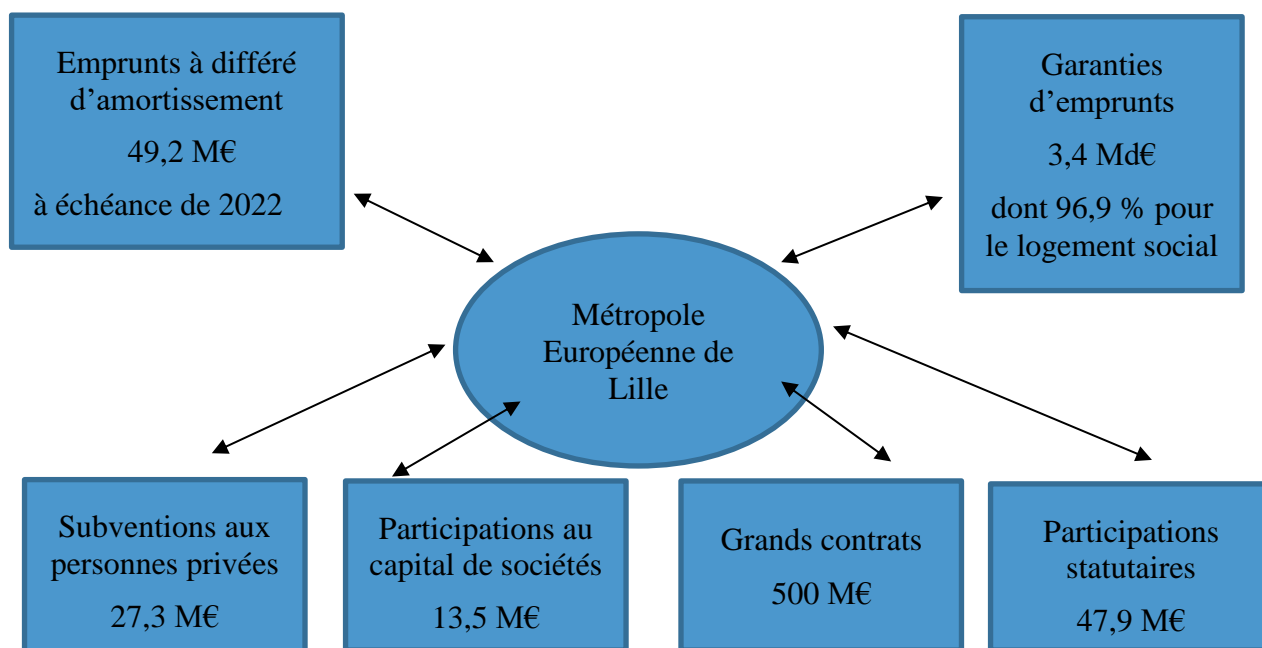 Emprunts à différé
d’amortissement
49,2 M€
à échéance de 2022
Garanties
d’emprunts
3,4 Md€
dont 96,9 % pour
le logement social
Métropole
Européenne de
Lille
Subventions aux
personnes privées
27,3 M€
Participations au
capital de sociétés
13,5 M€
Grands contrats
500 M€
Participations
statutaires
47,9 M€